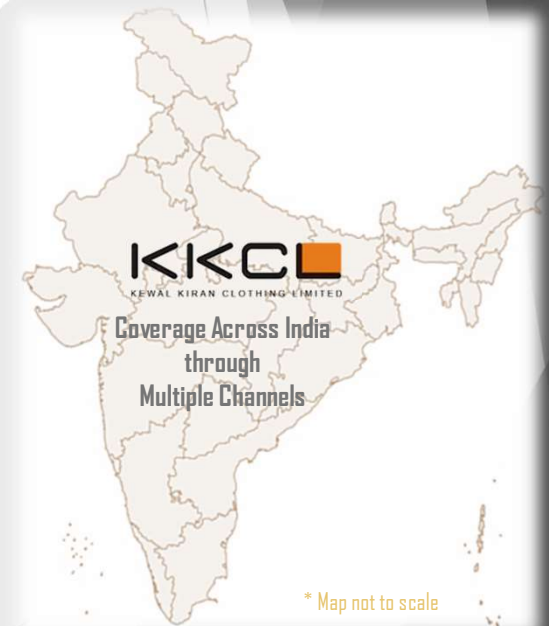 KKCL
KEWAL KIRAN CLOTHING LIMITED
Coverage Across India
through
Multiple Channels
* Map not to scale